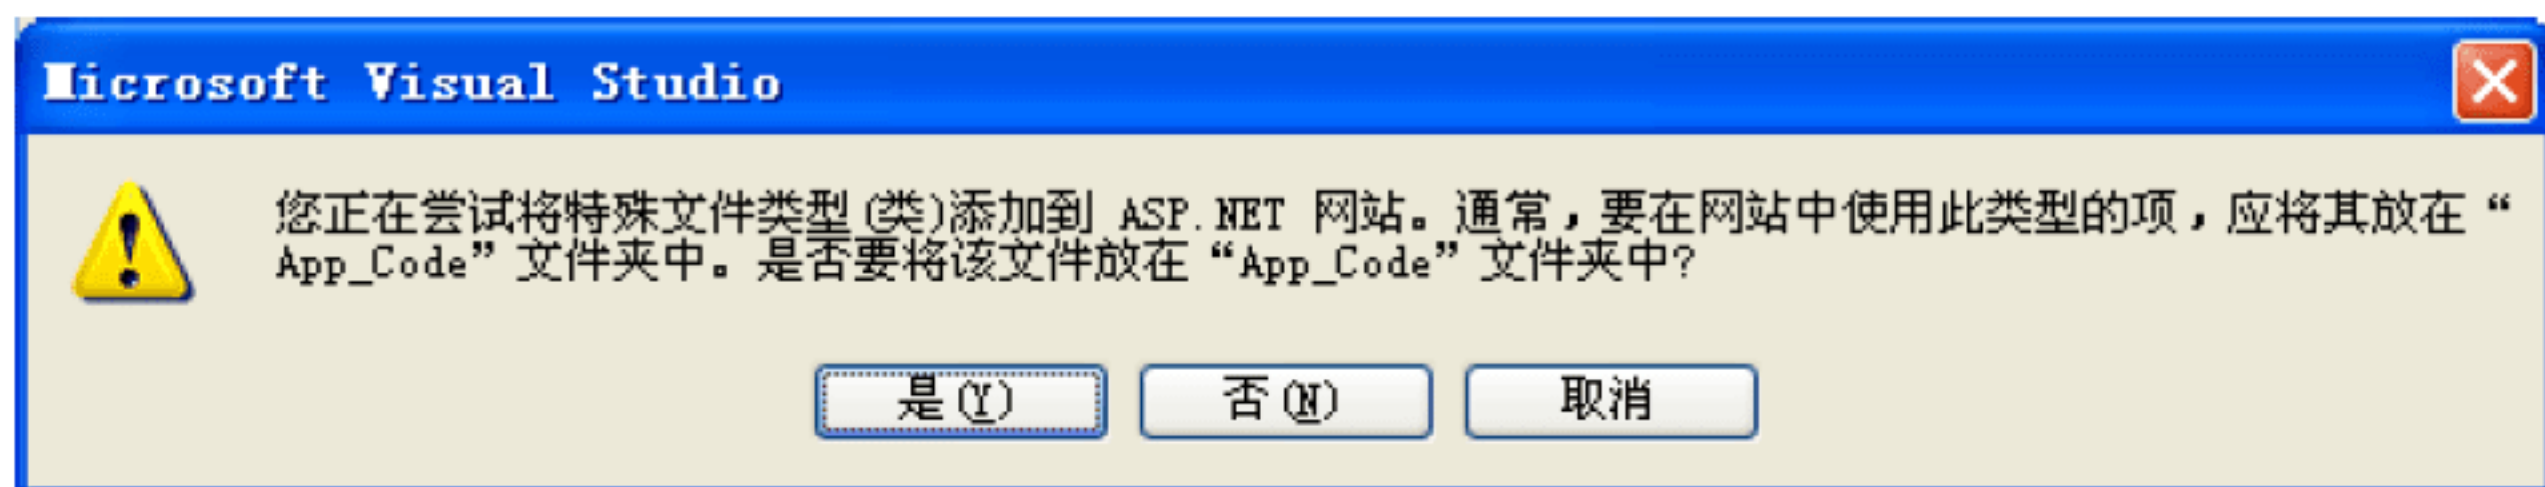 Microsoft Visual Studio
您正在尝试将特殊文件类型(类)添加到 ASP.NET 网站。通常,要在网站中使用此类型的项,应将其放在“
App_Code”文件夹中。是否要将该文件放在“App_Code”文件夹中?
是(Y) 否(N) 取消